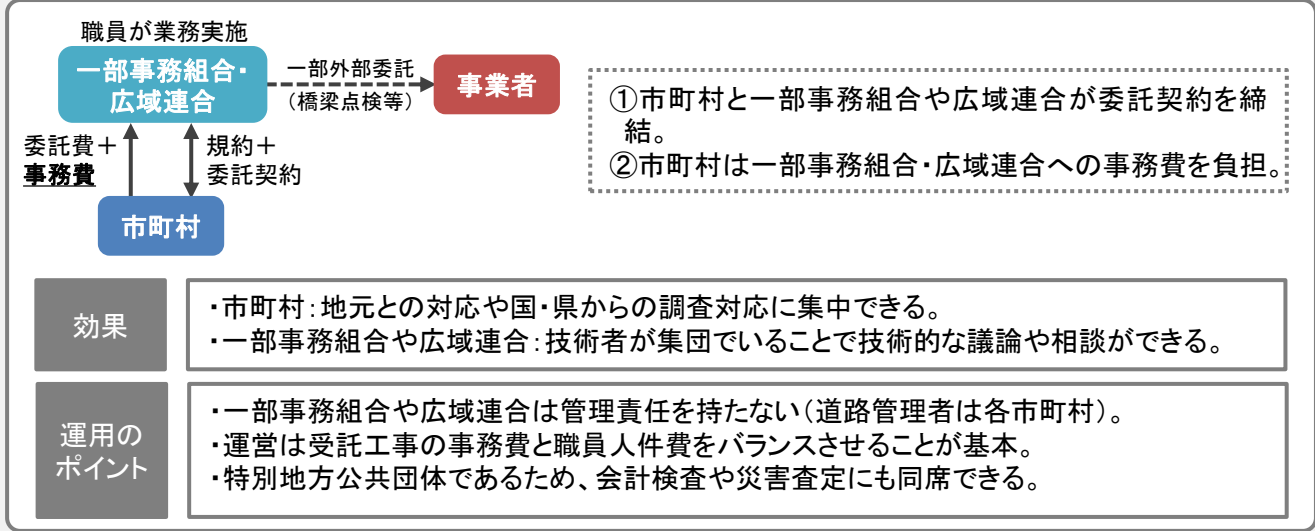 職員が業務実施
一部事務組合・
広域連合
一部外部委託
(橋梁点検等)
事業者
委託費＋
事務費
規約＋
委託契約
市町村
①市町村と一部事務組合や広域連合が委託契約を締
結。
②市町村は一部事務組合・広域連合への事務費を負担。
効果
・市町村：地元との対応や国・県からの調査対応に集中できる。
・一部事務組合や広域連合：技術者が集団でいることで技術的な議論や相談ができる。
運用の
ポイント
・一部事務組合や広域連合は管理責任を持たない（道路管理者は各市町村）。
・運営は受託工事の事務費と職員人件費をバランスさせることが基本。
・特別地方公共団体であるため、会計検査や災害査定にも同席できる。